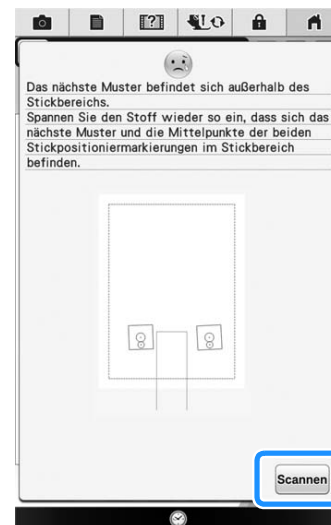 Das nächste Muster befindet sich außerhalb des
Stickbereichs.
Spannen Sie den Stoff wieder so ein, dass sich das
nächste Muster und die Mittelpunkte der beiden
Stickpositioniermarkierungen im Stickbereich
befinden.
Scannen